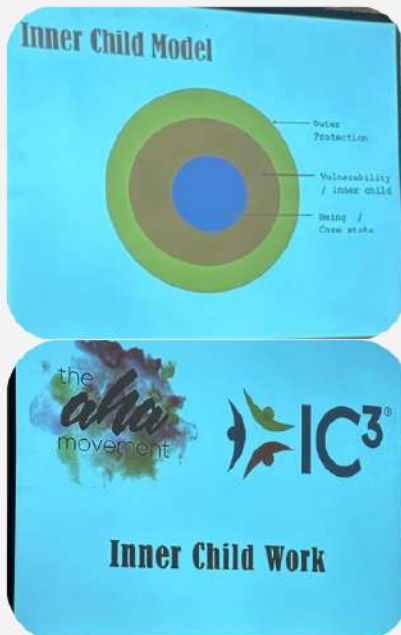 Inner Child Model
Outer
Protection
Vulnerability
/ inner child
Being /
Core state
the
aha
movement
IC³®
Inner Child Work